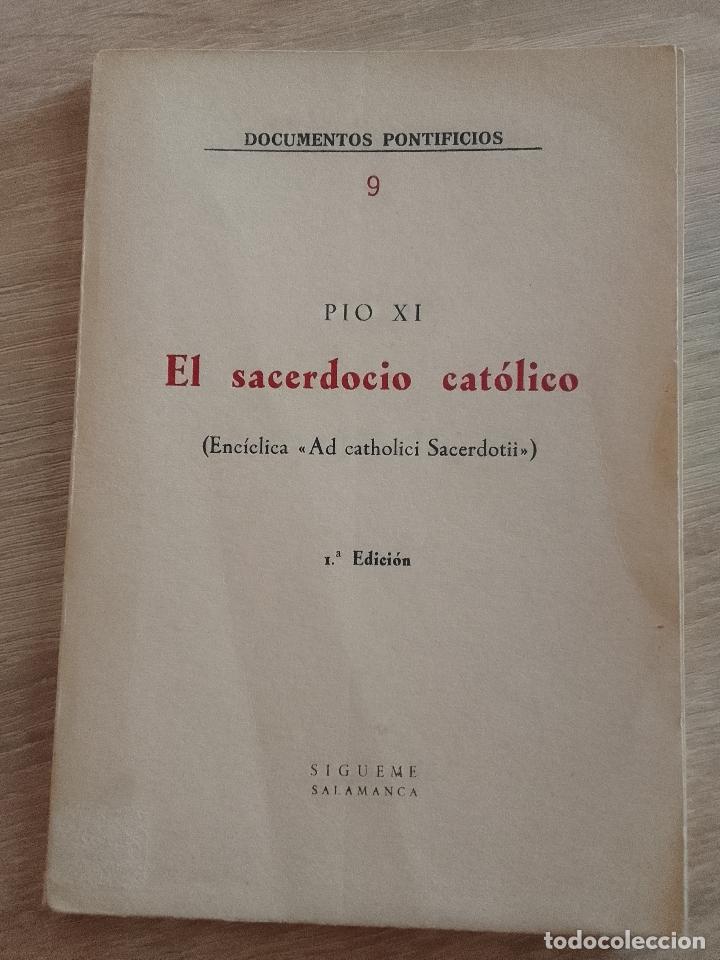 DOCUMENTOS PONTIFICIOS
9
PIO XI
El sacerdocio católico
(Encíclica «Ad catholici Sacerdotii»)
1.ª Edición
SIGUEME
SALAMANCA
todocoleccion